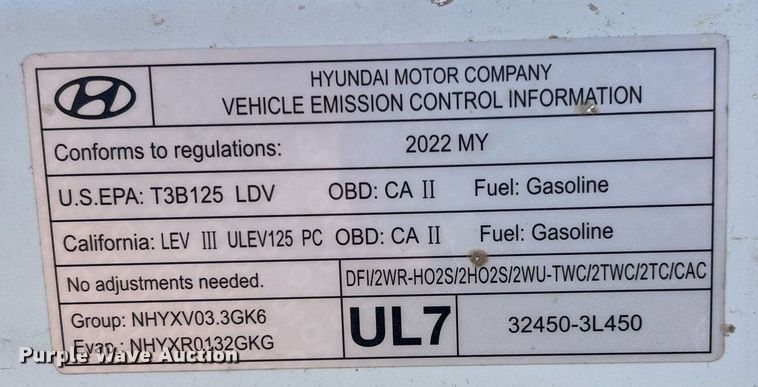 HYUNDAI MOTOR COMPANY
VEHICLE EMISSION CONTROL INFORMATION
Conforms to regulations: 2022 MY
U.S.EPA: T3B125 LDV OBD: CA II Fuel: Gasoline
California: LEV III ULEV125 PC OBD: CA II Fuel: Gasoline
No adjustments needed. DFI/2WR-HO2S/2HO2S/2WU-TWC/2TWC/2TC/CAC
Group: NHYXV03.3GK6
Evap.: NHYXR0132GKG
UL7
32450-3L450
Purple Wave Auction